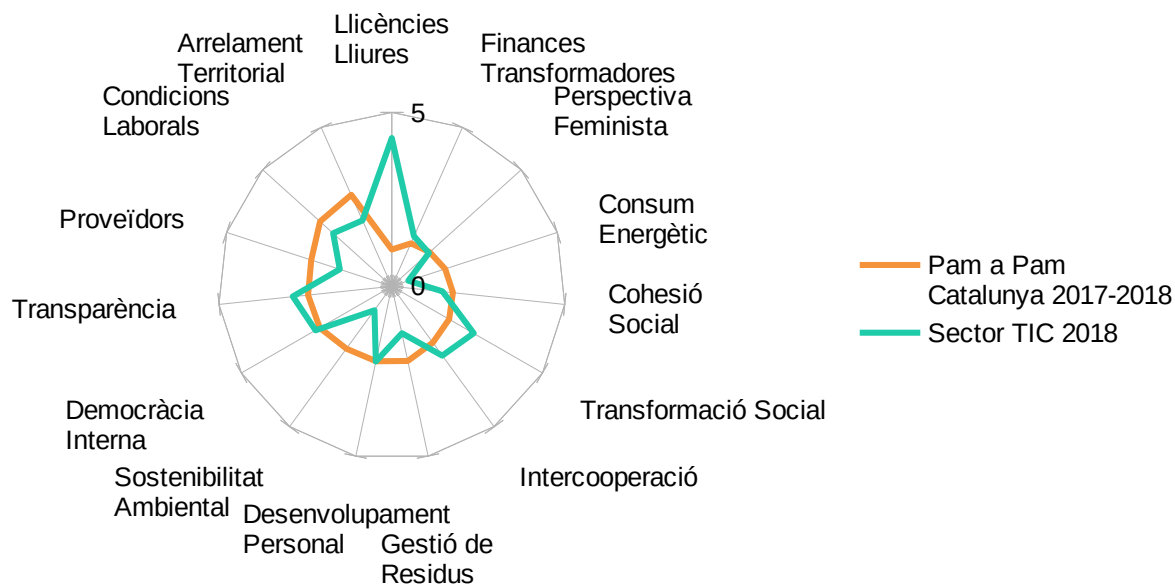 Llicències
Lliures
Finances
Transformadores
Perspectiva
Feminista
Consum
Energètic
Cohesió
Social
Transformació Social
Intercooperació
Gestió de
Residus
Desenvolupament
Personal
Sostenibilitat
Ambiental
Democràcia
Interna
Transparència
Proveïdors
Condicions
Laborals
Arrelament
Territorial
5
0
Pam a Pam
Catalunya 2017-2018
Sector TIC 2018